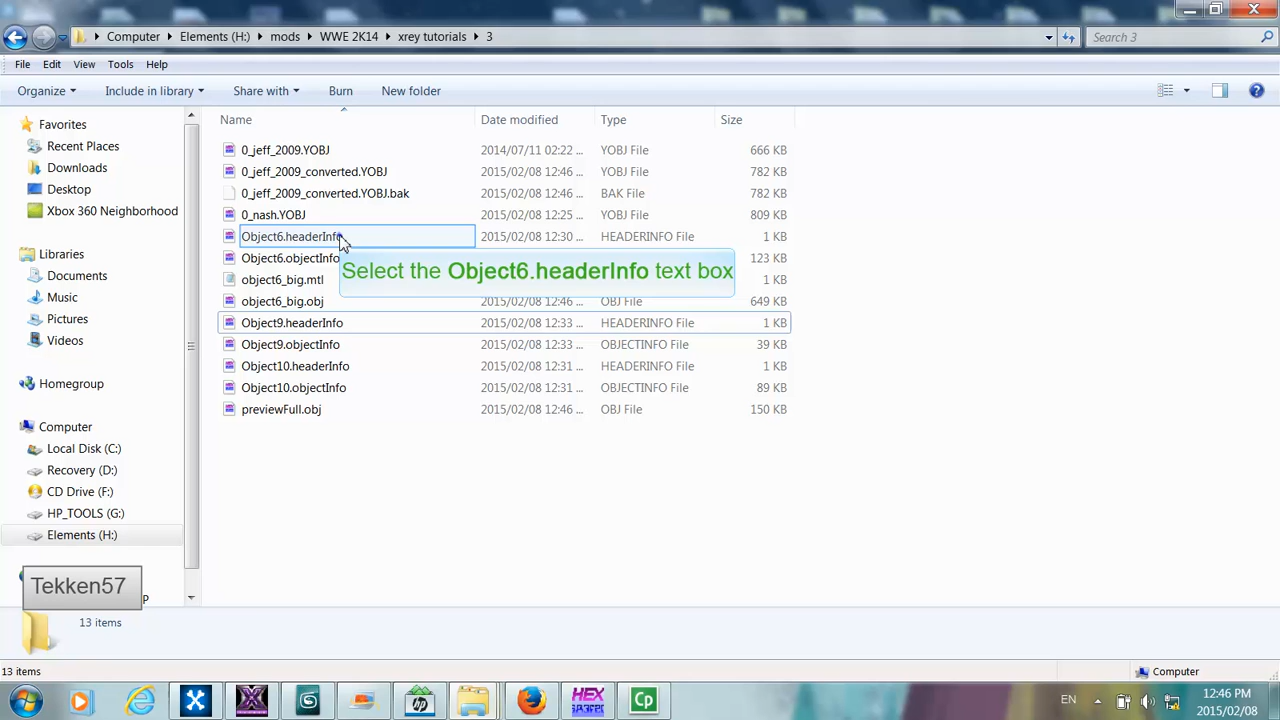 Computer Elements (H:) mods WWE 2K14 xrey tutorials 3
Search 3
File Edit View Tools Help
Organize Include in library Share with Burn New folder
Name Date modified Type Size
Favorites
Recent Places
Downloads
Desktop
Xbox 360 Neighborhood
Libraries
Documents
Music
Pictures
Videos
Homegroup
Computer
Local Disk (C:)
Recovery (D:)
CD Drive (F:)
HP_TOOLS (G:)
Elements (H:)
0_jeff_2009.YOBJ 2014/07/11 02:22 ... YOBJ File 666 KB
0_jeff_2009_converted.YOBJ 2015/02/08 12:46 ... YOBJ File 782 KB
0_jeff_2009_converted.YOBJ.bak 2015/02/08 12:46 ... BAK File 782 KB
0_nash.YOBJ 2015/02/08 12:25 ... YOBJ File 809 KB
Object6.headerInfo 2015/02/08 12:30 ... HEADERINFO File 1 KB
Object6.objectInfo 123 KB
Select the Object6.headerInfo text box
object6_big.mtl 1 KB
object6_big.obj 2015/02/08 12:46 ... OBJ File 649 KB
Object9.headerInfo 2015/02/08 12:33 ... HEADERINFO File 1 KB
Object9.objectInfo 2015/02/08 12:33 ... OBJECTINFO File 39 KB
Object10.headerInfo 2015/02/08 12:31 ... HEADERINFO File 1 KB
Object10.objectInfo 2015/02/08 12:31 ... OBJECTINFO File 89 KB
previewFull.obj 2015/02/08 12:46 ... OBJ File 150 KB
Tekken57
13 items
13 items
Computer
EN
12:46 PM
2015/02/08